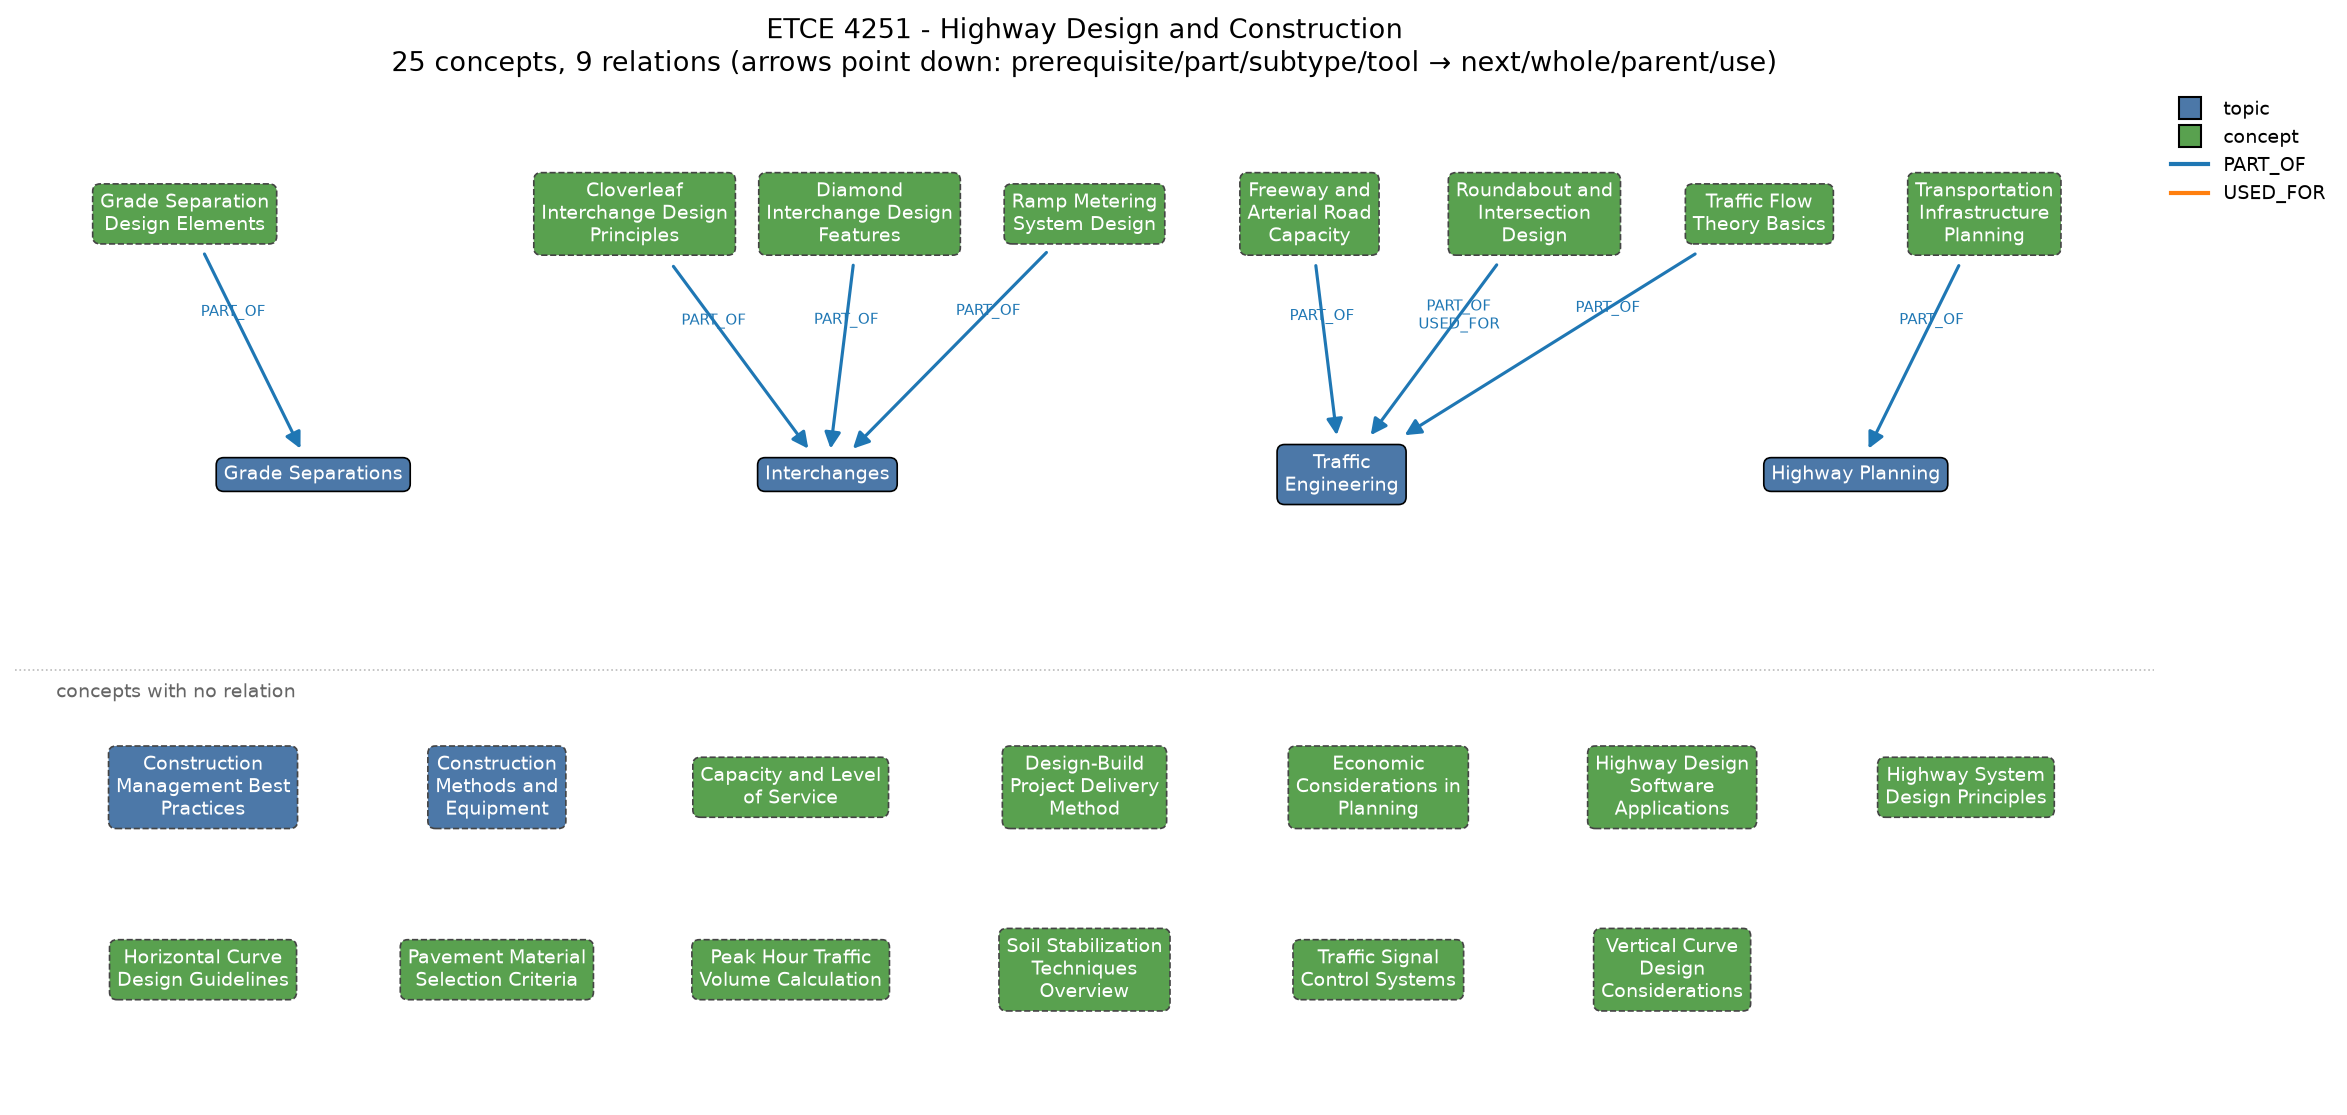 ETCE 4251 - Highway Design and Construction
25 concepts, 9 relations (arrows point down: prerequisite/part/subtype/tool → next/whole/parent/use)
topic
concept
PART_OF
USED_FOR
Grade Separation
Design Elements
Cloverleaf
Interchange Design
Principles
Diamond
Interchange Design
Features
Ramp Metering
System Design
Freeway and
Arterial Road
Capacity
Roundabout and
Intersection
Design
Traffic Flow
Theory Basics
Transportation
Infrastructure
Planning
PART_OF
PART_OF
PART_OF
PART_OF
PART_OF
PART_OF
USED_FOR
PART_OF
PART_OF
Grade Separations
Interchanges
Traffic
Engineering
Highway Planning
concepts with no relation
Construction
Management Best
Practices
Construction
Methods and
Equipment
Capacity and Level
of Service
Design-Build
Project Delivery
Method
Economic
Considerations in
Planning
Highway Design
Software
Applications
Highway System
Design Principles
Horizontal Curve
Design Guidelines
Pavement Material
Selection Criteria
Peak Hour Traffic
Volume Calculation
Soil Stabilization
Techniques
Overview
Traffic Signal
Control Systems
Vertical Curve
Design
Considerations